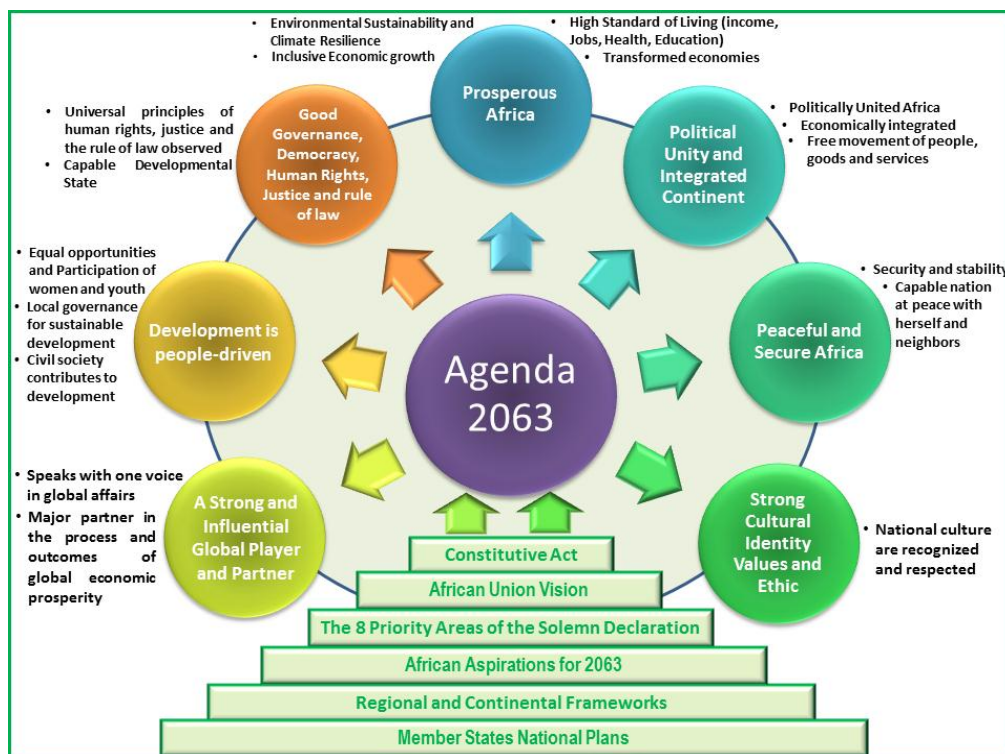 • Environmental Sustainability and
Climate Resilience
• Inclusive Economic growth
• High Standard of Living (income,
Jobs, Health, Education)
• Transformed economies
Prosperous
Africa
• Universal principles of
human rights, justice and
the rule of law observed
• Capable Developmental
State
Good
Governance,
Democracy,
Human Rights,
Justice and rule
of law
Political
Unity and
Integrated
Continent
• Politically United Africa
• Economically integrated
• Free movement of people,
goods and services
• Equal opportunities
and Participation of
women and youth
• Local governance
for sustainable
development
• Civil society
contributes to
development
Development is
people-driven
Agenda
2063
Peaceful and
Secure Africa
• Security and stability
• Capable nation
at peace with
herself and
neighbors
• Speaks with one voice
in global affairs
• Major partner in
the process and
outcomes of
global economic
prosperity
A Strong and
Influential
Global Player
and Partner
Strong
Cultural
Identity
Values and
Ethic
• National culture
are recognized
and respected
Constitutive Act
African Union Vision
The 8 Priority Areas of the Solemn Declaration
African Aspirations for 2063
Regional and Continental Frameworks
Member States National Plans